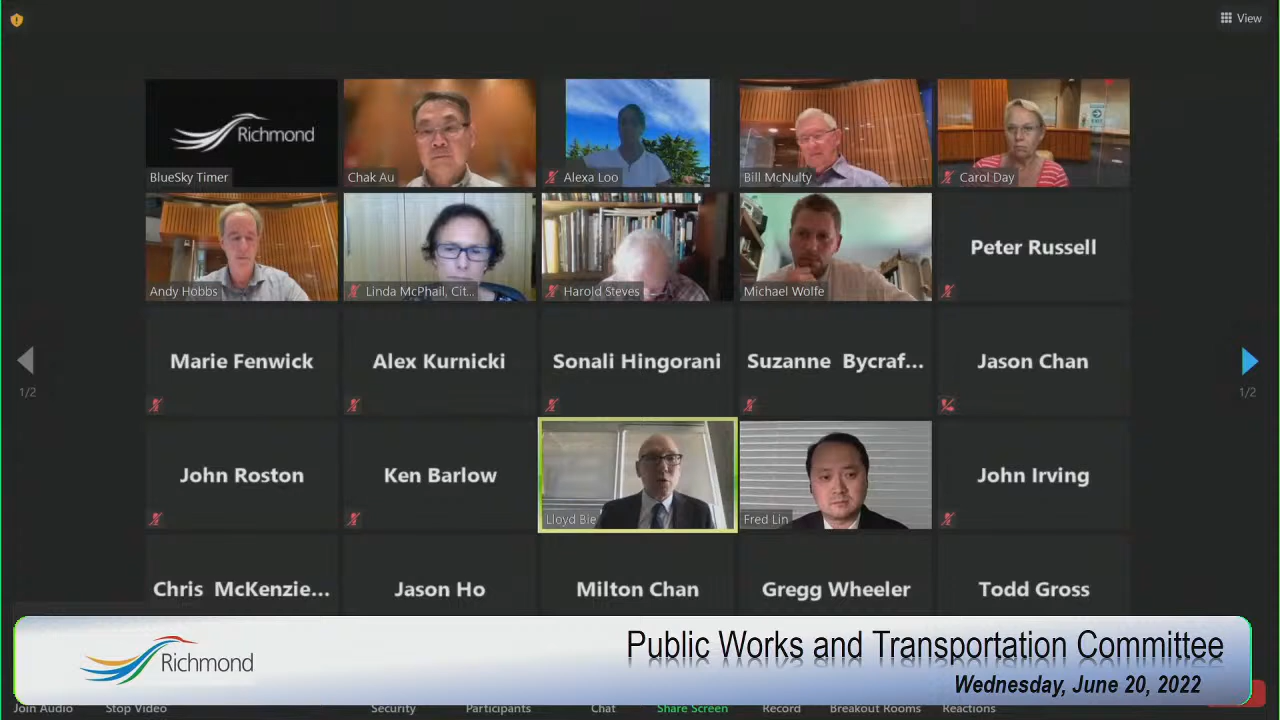 View
Richmond
BlueSky Timer
Chak Au
Alexa Loo
Bill McNulty
EXIT
Carol Day
Andy Hobbs
Linda McPhail, Cit...
Harold Steves
Michael Wolfe
Peter Russell
Marie Fenwick
Alex Kurnicki
Sonali Hingorani
Suzanne Bycraf...
Jason Chan
1/2
1/2
John Roston
Ken Barlow
Lloyd Bie
Fred Lin
John Irving
Chris McKenzie...
Jason Ho
Milton Chan
Gregg Wheeler
Todd Gross
Richmond
Public Works and Transportation Committee
Wednesday, June 20, 2022
Join Audio
Stop Video
Security
Participants
Chat
Share Screen
Record
Breakout Rooms
Reactions